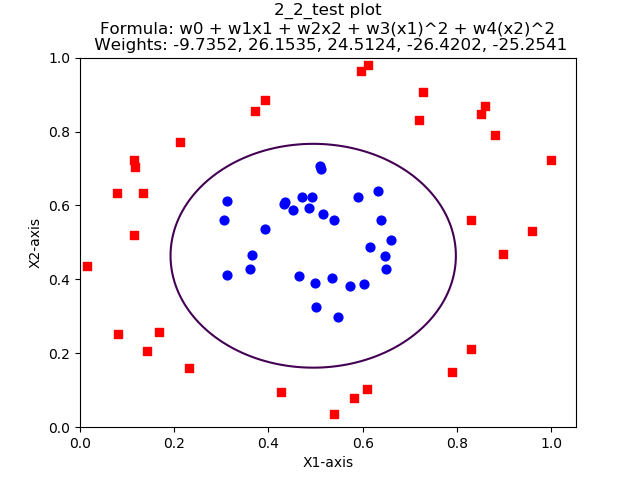 2_2_test plot
Formula: w0 + w1x1 + w2x2 + w3(x1)^2 + w4(x2)^2
Weights: -9.7352, 26.1535, 24.5124, -26.4202, -25.2541
1.0
0.8
0.6
0.4
0.2
0.0
X2-axis
0.0 0.2 0.4 0.6 0.8 1.0
X1-axis